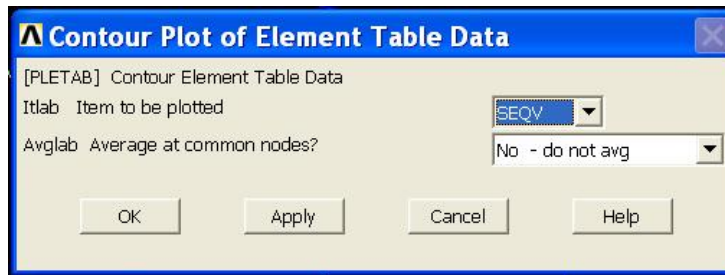 Contour Plot of Element Table Data
[PLETAB] Contour Element Table Data
Itlab Item to be plotted SEQV
Avglab Average at common nodes? No - do not avg
OK Apply Cancel Help